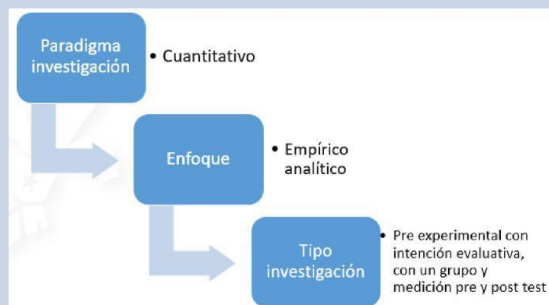 Paradigma
investigación
• Cuantitativo
Enfoque
• Empírico
analítico
Tipo
investigación
• Pre experimental con
intención evaluativa,
con un grupo y
medición pre y post test